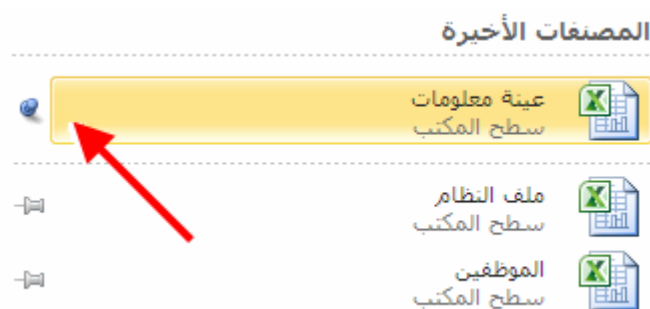 المصنفات الأخيرة
عينة معلومات
سطح المكتب
ملف النظام
سطح المكتب
الموظفين
سطح المكتب